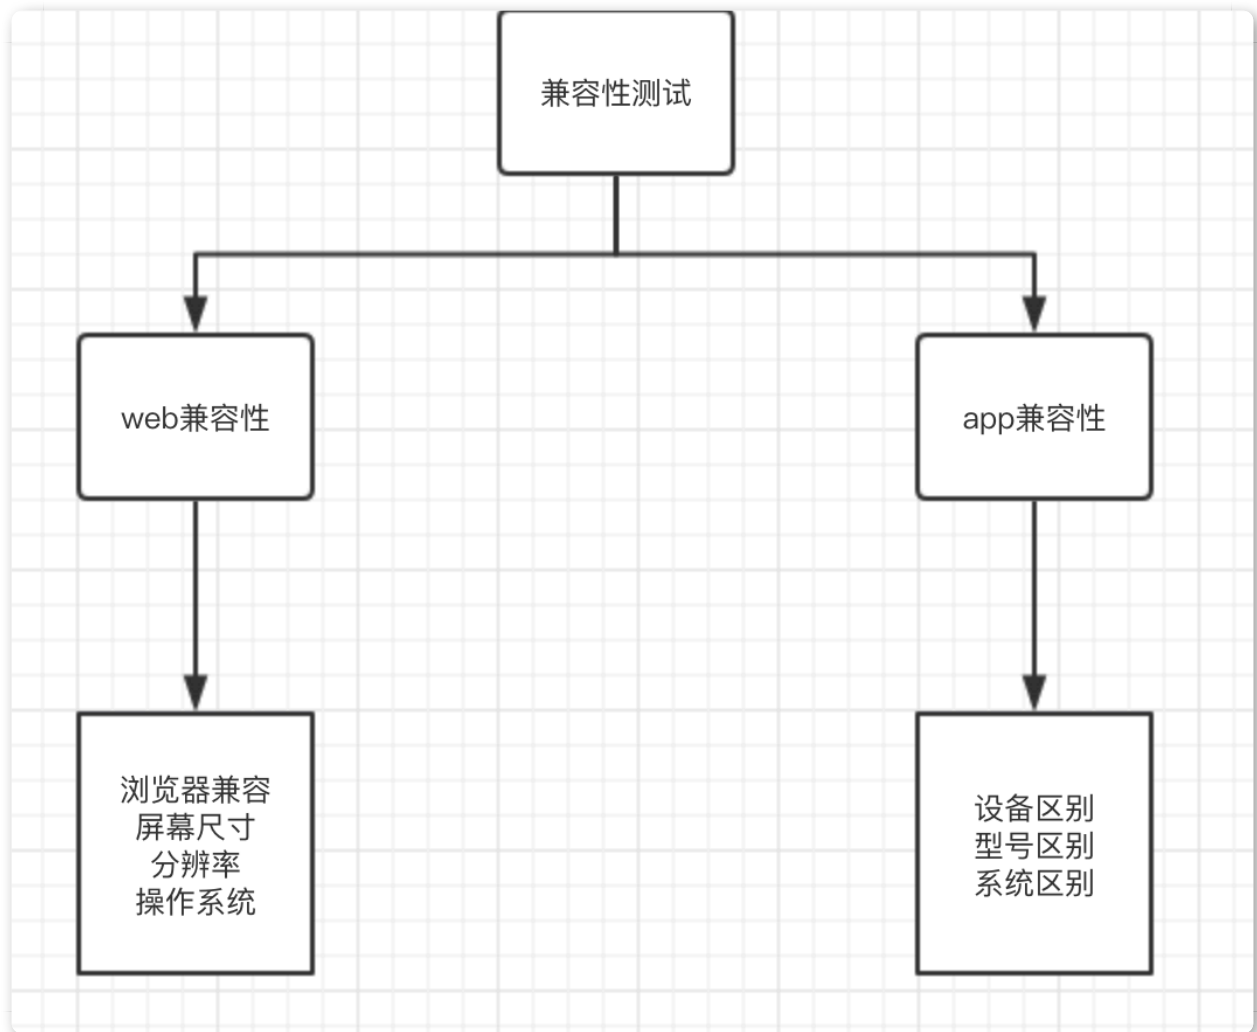 兼容性测试
web兼容性
app兼容性
浏览器兼容
屏幕尺寸
分辨率
操作系统
设备区别
型号区别
系统区别